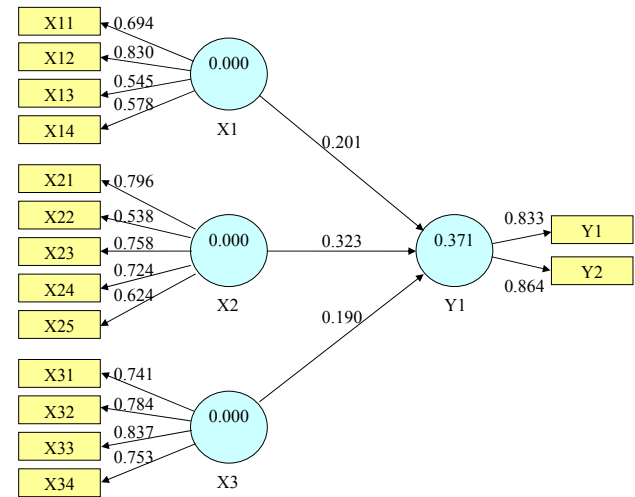 X11
0.694
X12
0.830
X13
0.545
X14
0.578
0.000
X1
0.201
X21
0.796
X22
0.538
X23
0.758
X24
0.724
X25
0.624
0.000
X2
0.323
0.371
Y1
0.833
Y1
0.864
Y2
0.190
X31
0.741
X32
0.784
X33
0.837
X34
0.753
0.000
X3